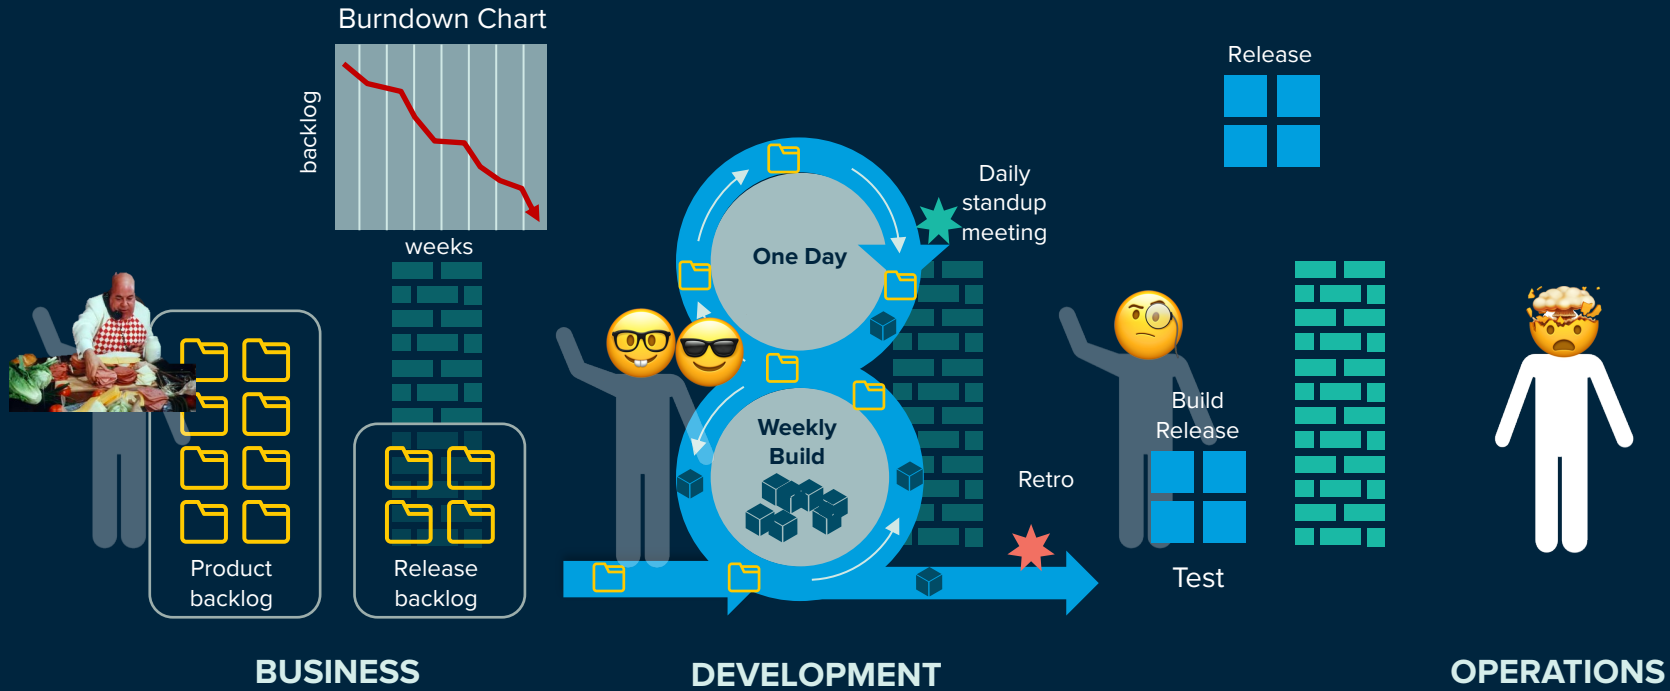 Burndown Chart
backlog
weeks
Release
Daily
standup
meeting
One Day
Weekly
Build
Build
Release
Retro
Test
Product
backlog
Release
backlog
BUSINESS
DEVELOPMENT
OPERATIONS